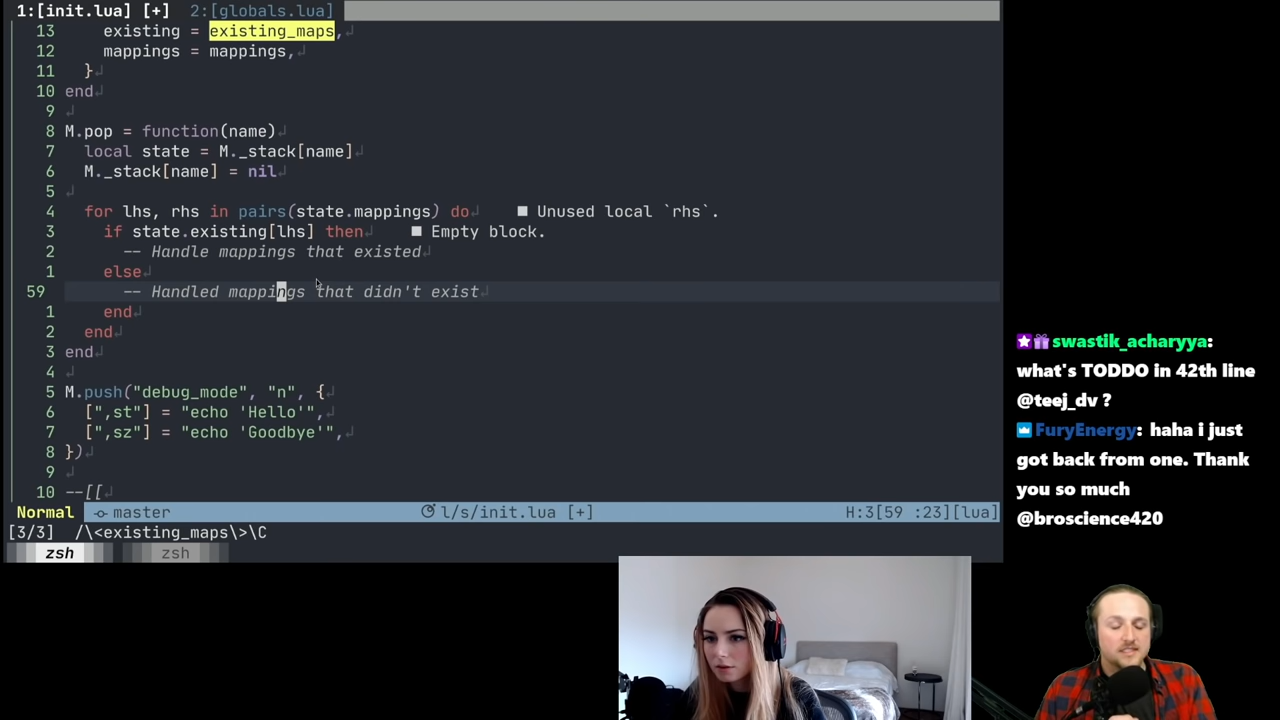 1:[init.lua] [+] 2:[globals.lua]
13 existing = existing_maps,
12 mappings = mappings,
11 }
10 end
9
8 M.pop = function(name)
7 local state = M._stack[name]
6 M._stack[name] = nil
5
4 for lhs, rhs in pairs(state.mappings) do ■ Unused local `rhs`.
3 if state.existing[lhs] then ■ Empty block.
2 -- Handle mappings that existed
1 else
59 -- Handled mappings that didn't exist
1 end
2 end
3 end
4
5 M.push("debug_mode", "n", {
6 [",st"] = "echo 'Hello'",
7 [",sz"] = "echo 'Goodbye'",
8 })
9
10 --[[
Normal master l/s/init.lua [+] H:3[59 :23][lua]
[3/3] /\<existing_maps\>\C
zsh zsh
swastik_acharyya:
what's TODDO in 42th line
@teej_dv ?
FuryEnergy: haha i just
got back from one. Thank
you so much
@broscience420